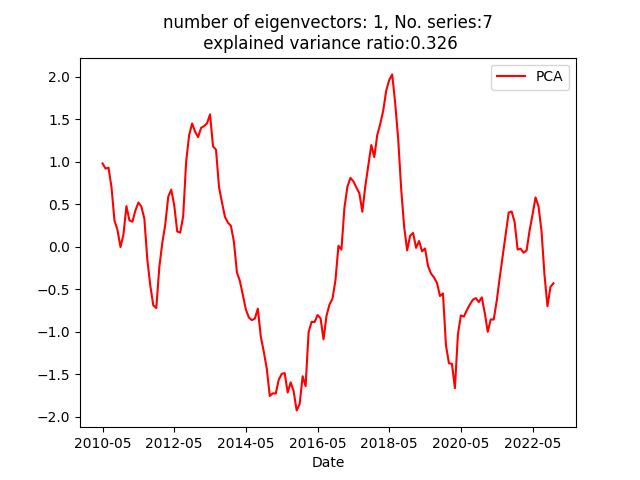 number of eigenvectors: 1, No. series:7
explained variance ratio:0.326
PCA
2.0
1.5
1.0
0.5
0.0
−0.5
−1.0
−1.5
−2.0
2010-05 2012-05 2014-05 2016-05 2018-05 2020-05 2022-05
Date